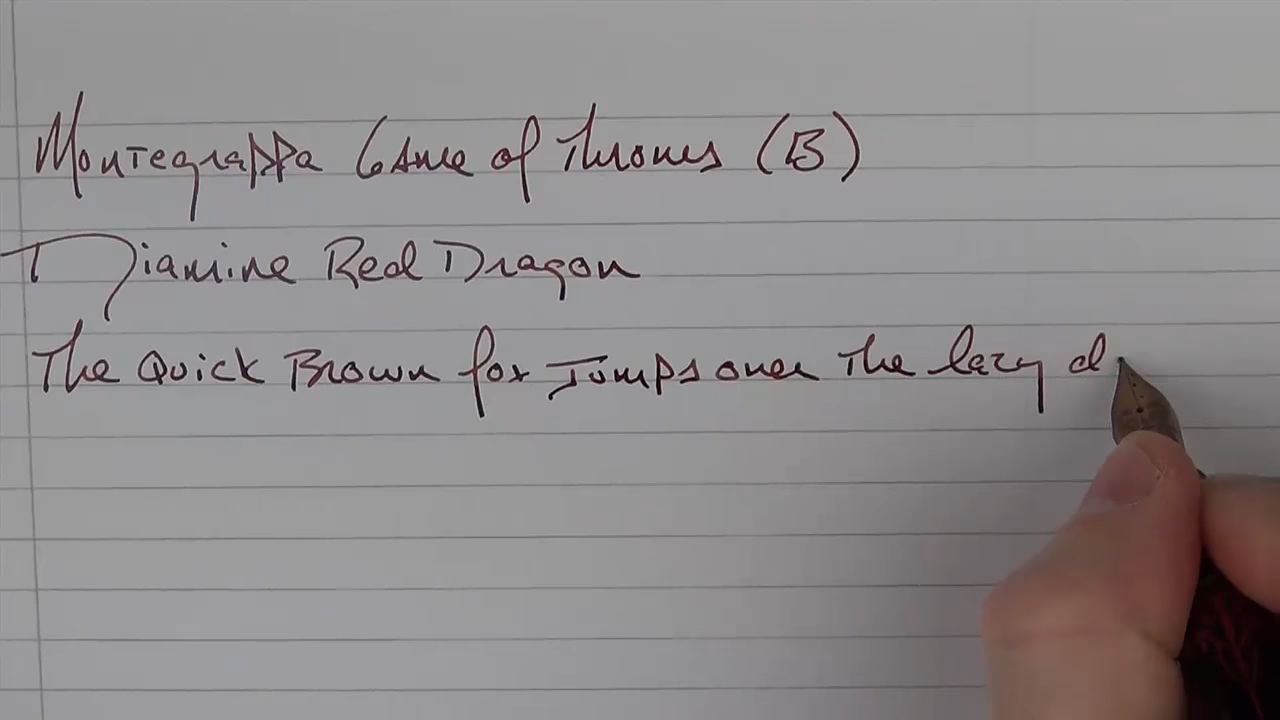 Montegrappa Game of Thrones (B)
Diamine Red Dragon
The Quick Brown fox Jumps over The lazy d